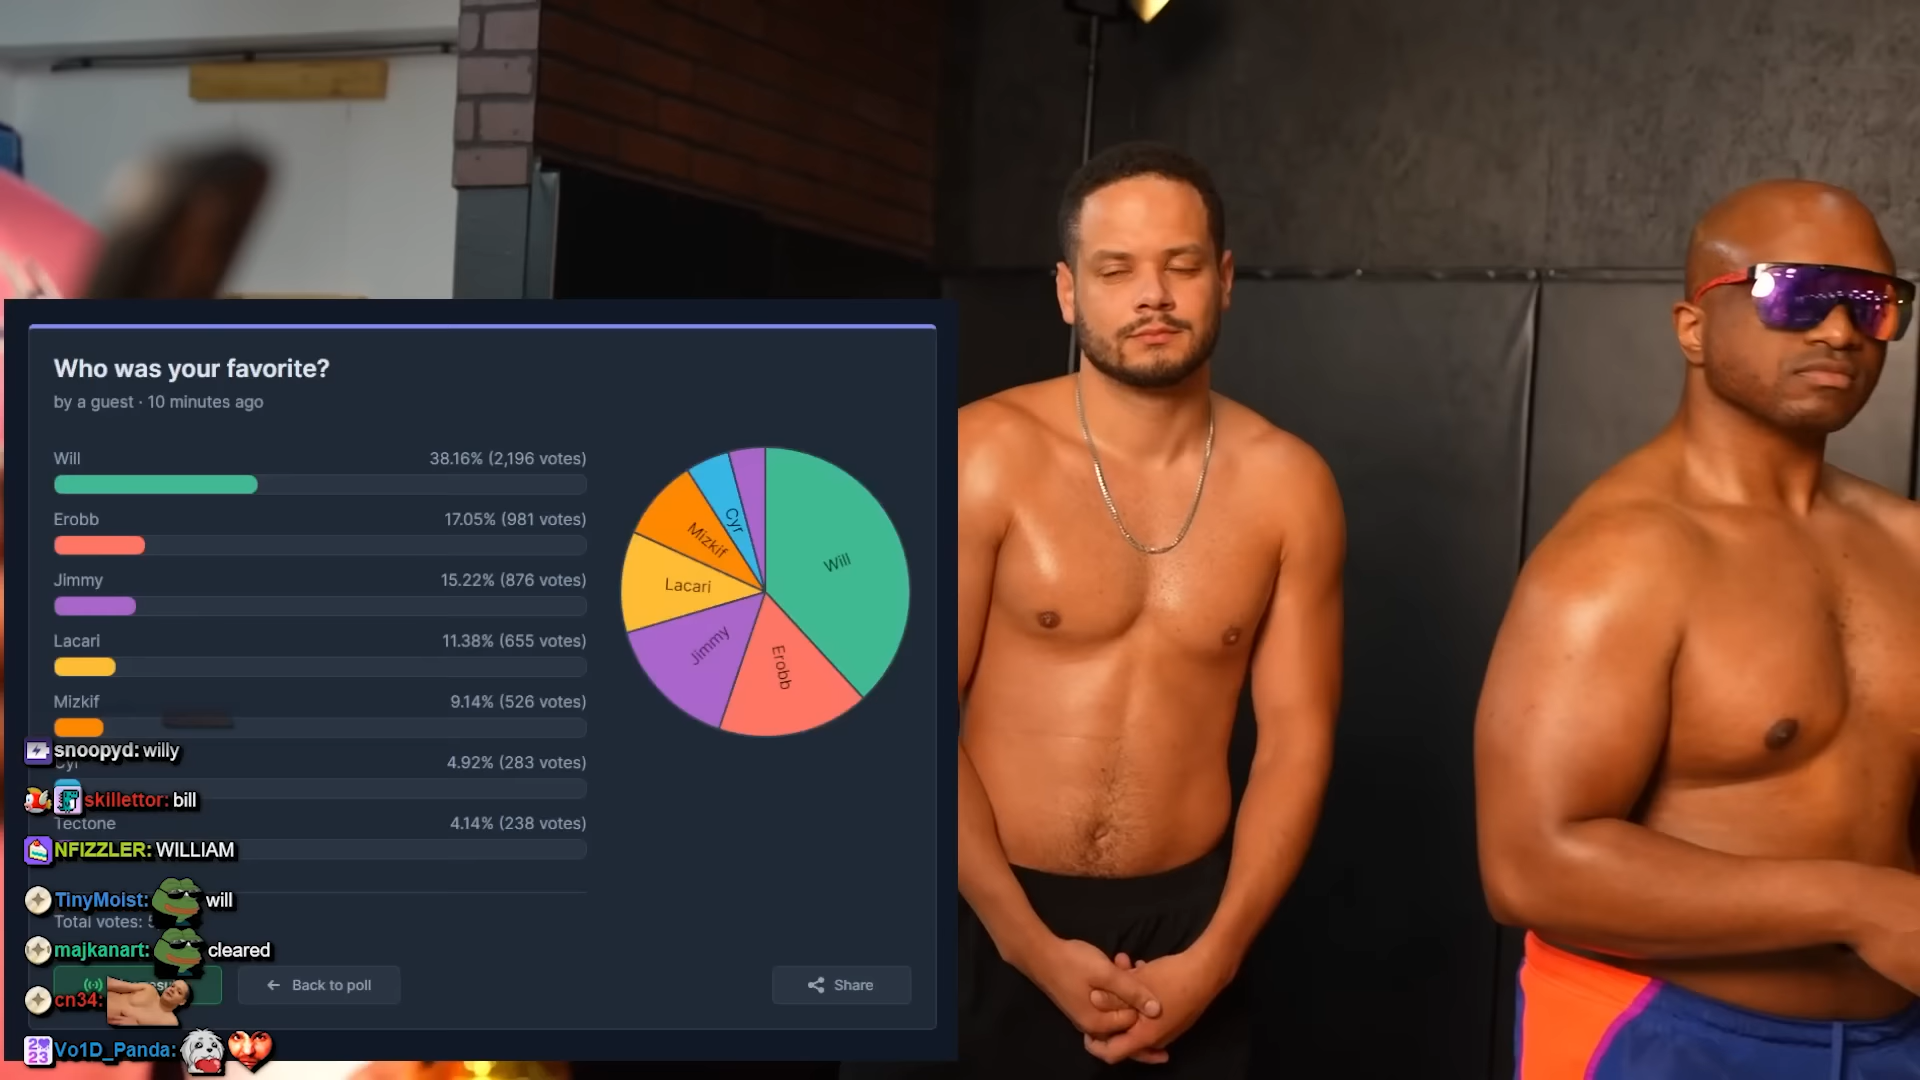 Who was your favorite?
by a guest · 10 minutes ago
Will 38.16% (2,196 votes)
Erobb 17.05% (981 votes)
Jimmy 15.22% (876 votes)
Lacari 11.38% (655 votes)
Mizkif 9.14% (526 votes)
Cyr 4.92% (283 votes)
Tectone 4.14% (238 votes)
Total votes:
Back to poll
Share
Will
Erobb
Jimmy
Lacari
Mizkif
Cyr
snoopyd: willy
skillettor: bill
NFIZZLER: WILLIAM
TinyMoist: will
majkanart: cleared
cn34:
Vo1D_Panda: